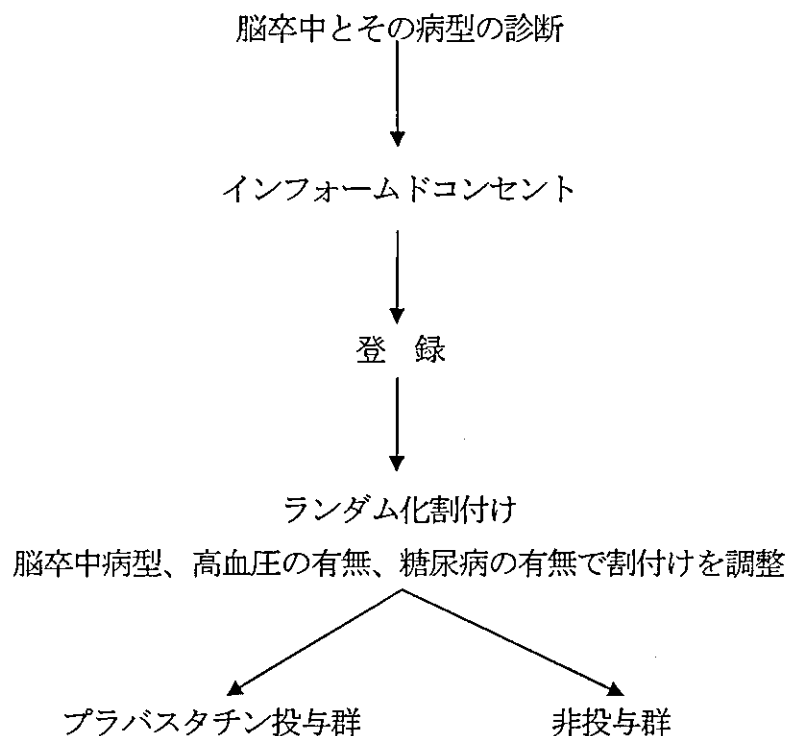 脳卒中とその病型の診断
インフォームドコンセント
登　録
ランダム化割付け
脳卒中病型、高血圧の有無、糖尿病の有無で割付けを調整
プラバスタチン投与群　　非投与群